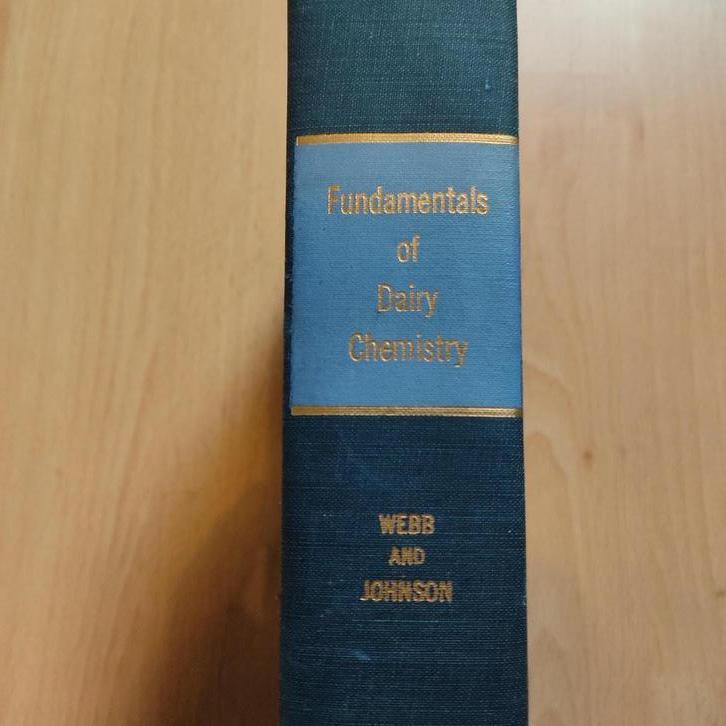 Fundamentals
of
Dairy
Chemistry
WEBB
AND
JOHNSON